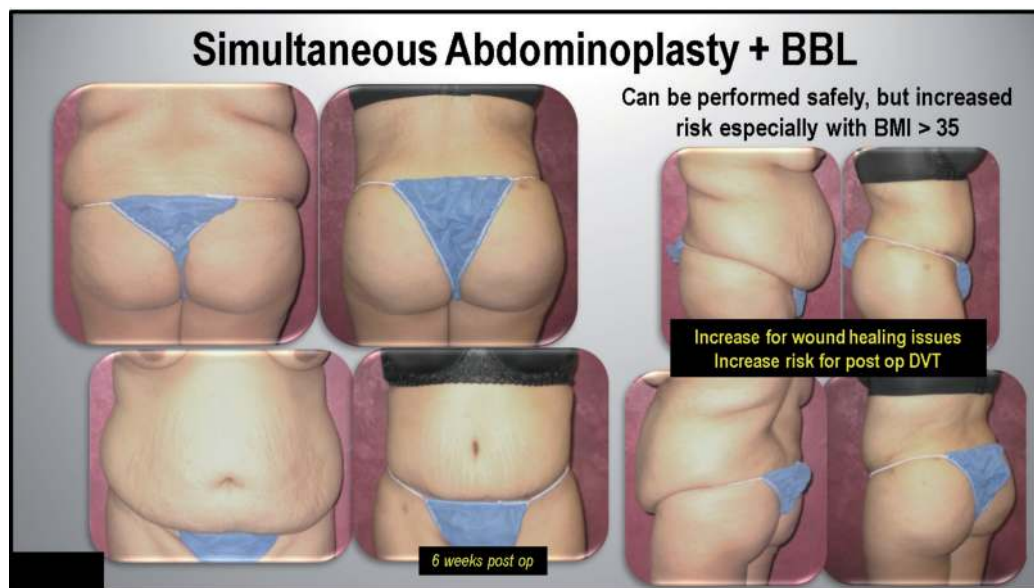 Simultaneous Abdominoplasty + BBL
Can be performed safely, but increased
risk especially with BMI > 35
Increase for wound healing issues
Increase risk for post op DVT
6 weeks post op